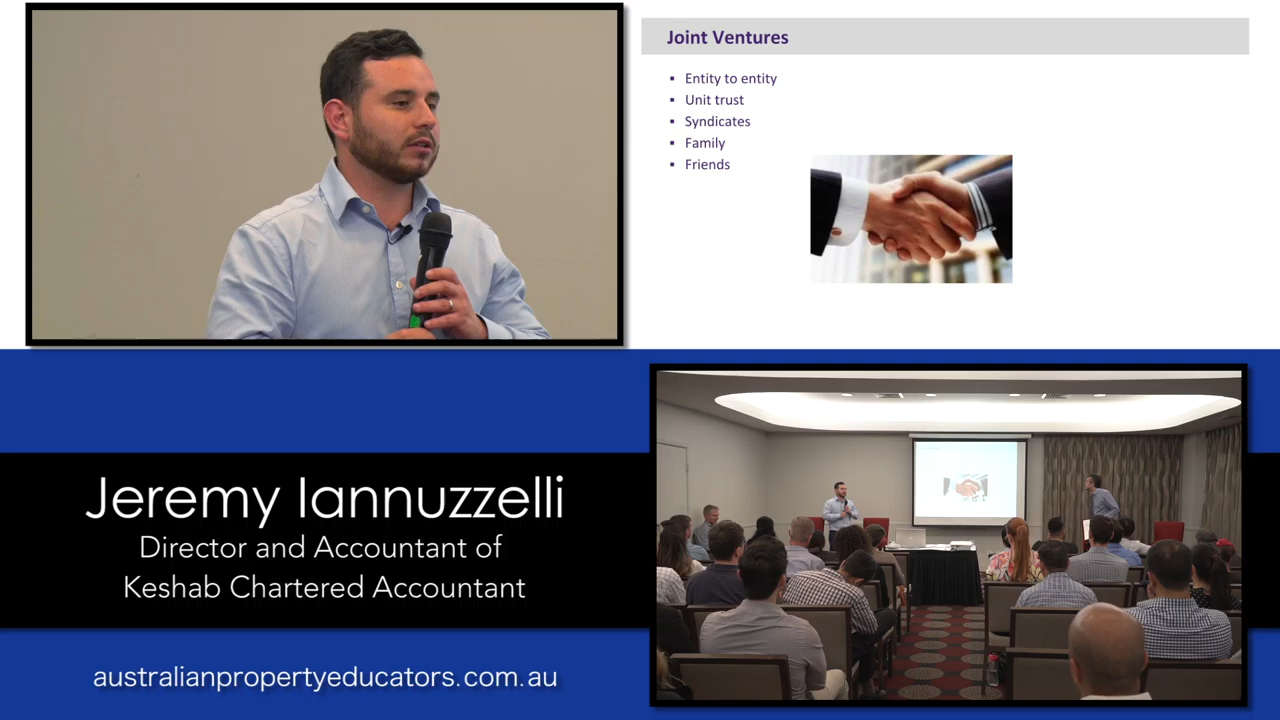 Joint Ventures
Entity to entity
Unit trust
Syndicates
Family
Friends
Jeremy Iannuzzelli
Director and Accountant of
Keshab Chartered Accountant
australianpropertyeducators.com.au